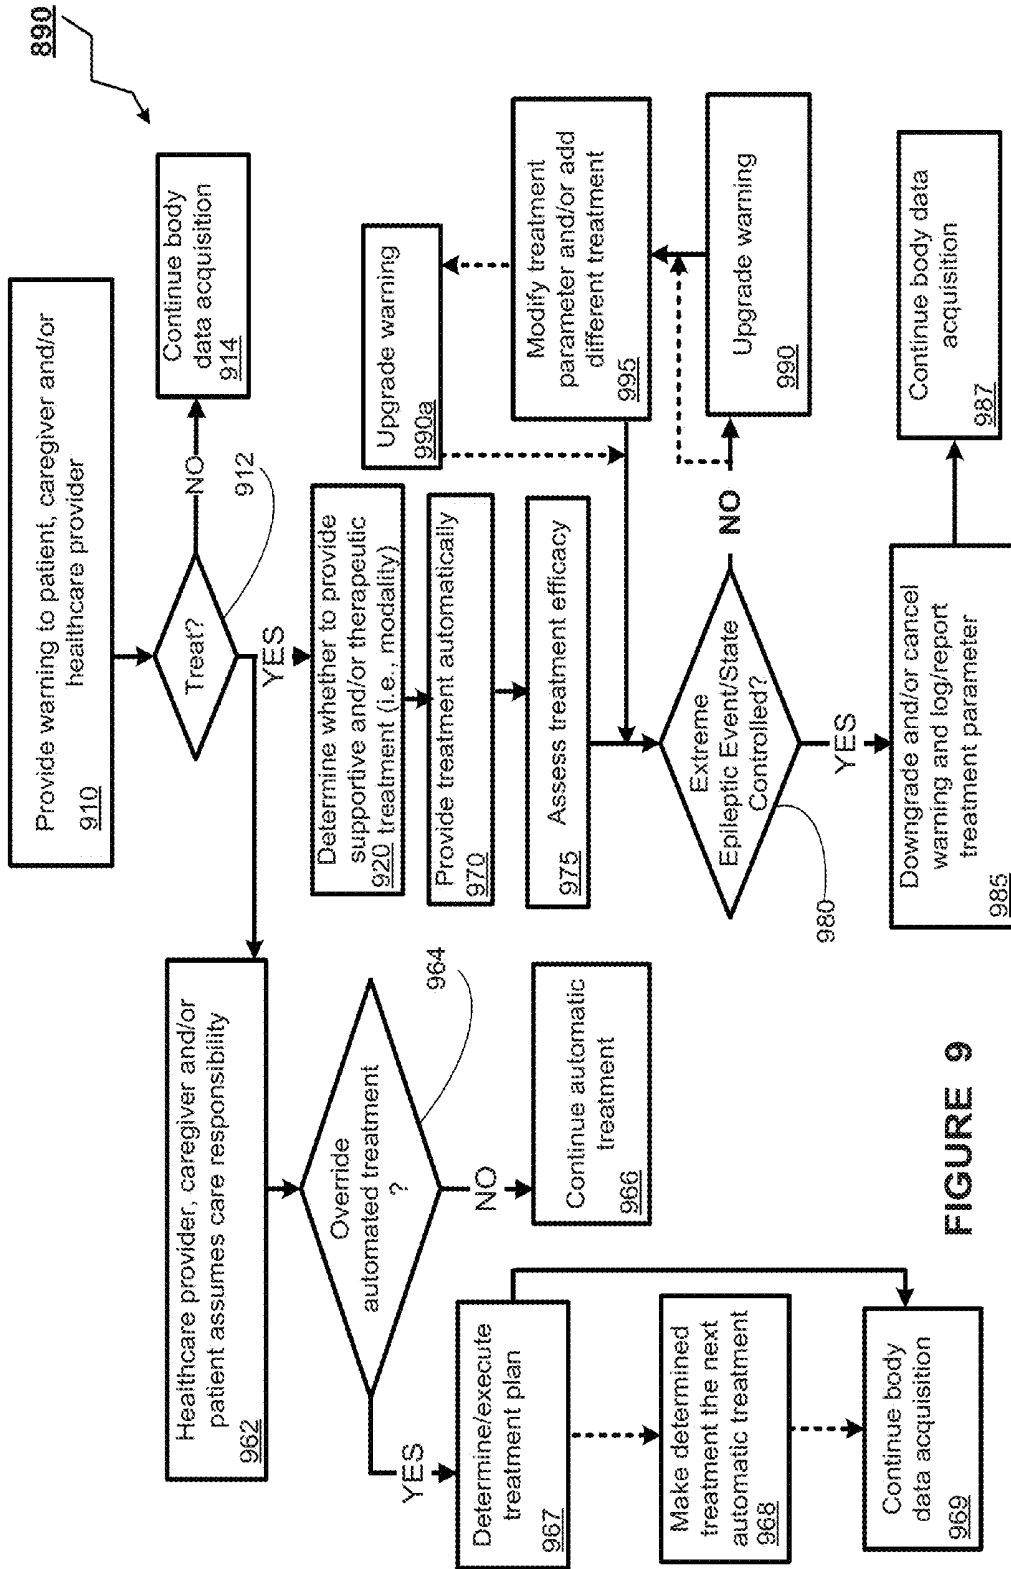 890
Provide warning to patient, caregiver and/or
healthcare provider
910
Treat?
912
NO
Continue body
data acquisition
914
YES
Healthcare provider, caregiver and/or
patient assumes care responsibility
962
Override
automated treatment
?
964
NO
Continue automatic
treatment
966
YES
Determine/execute
treatment plan
967
Make determined
treatment the next
automatic treatment
968
Continue body
data acquisition
969
Determine whether to provide
supportive and/or therapeutic
920 treatment (i.e., modality)
Provide treatment automatically
970
Assess treatment efficacy
975
Extreme
Epileptic Event/State
Controlled?
980
NO
Upgrade warning
990
Modify treatment
parameter and/or add
different treatment
995
Upgrade warning
990a
YES
Downgrade and/or cancel
warning and log/report
treatment parameter
985
Continue body data
acquisition
987
FIGURE 9